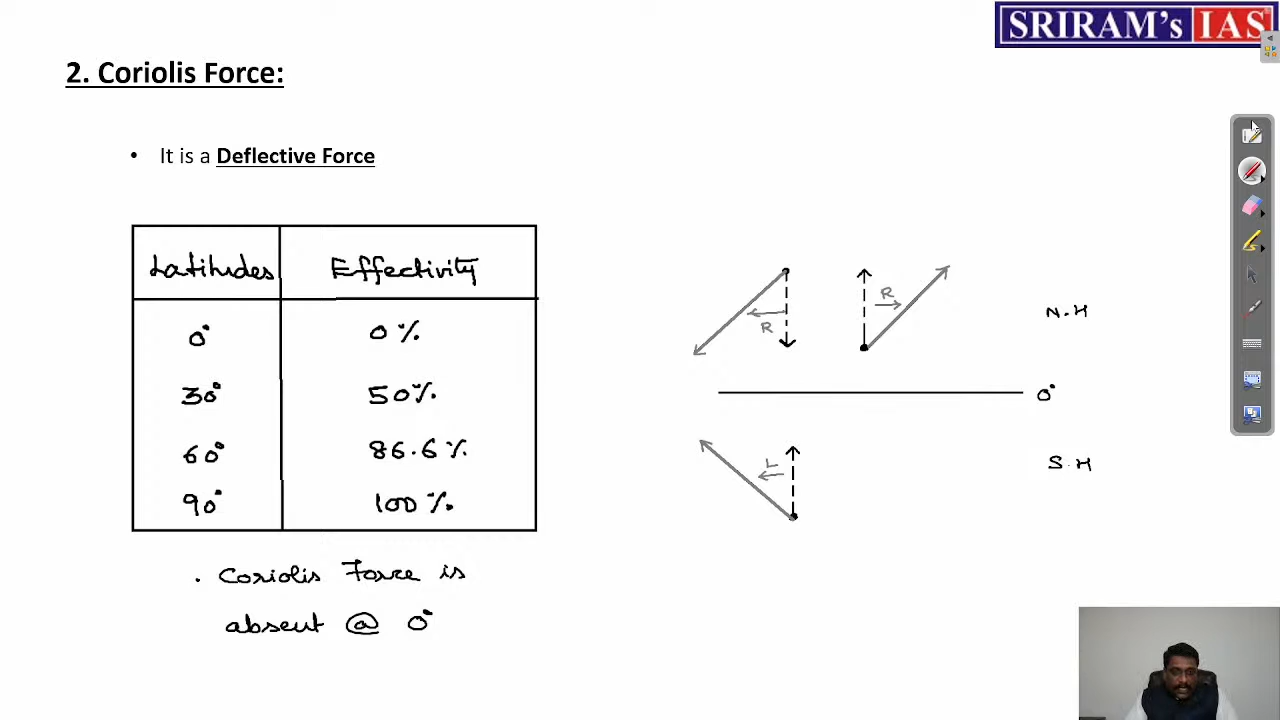 SRIRAM's IAS
2. Coriolis Force:
• It is a Deflective Force
Latitudes Effectivity
0° 0%
30° 50%
60° 86.6%
90° 100%
. Coriolis Force is
absent @ 0°
R
R
N.H
0°
L
S.H